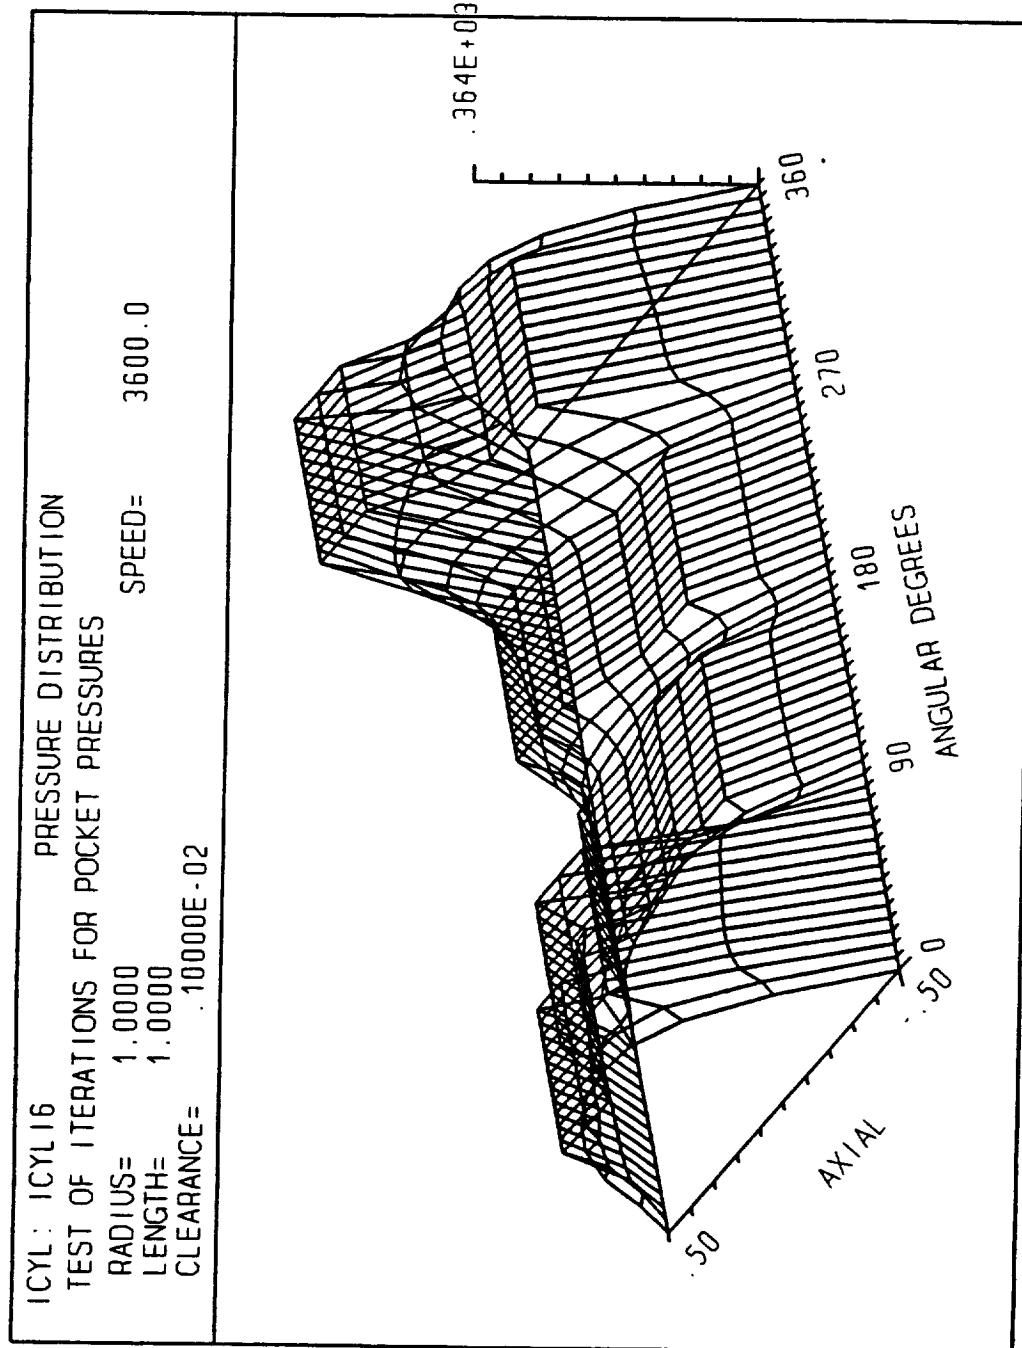 ICYL: ICYL16
PRESSURE DISTRIBUTION
TEST OF ITERATIONS FOR POCKET PRESSURES
RADIUS= 1.0000 SPEED= 3600.0
LENGTH= 1.0000
CLEARANCE= .10000E-02
.364E+03
.50
AXIAL
-.50
0
90
180
270
360.
ANGULAR DEGREES